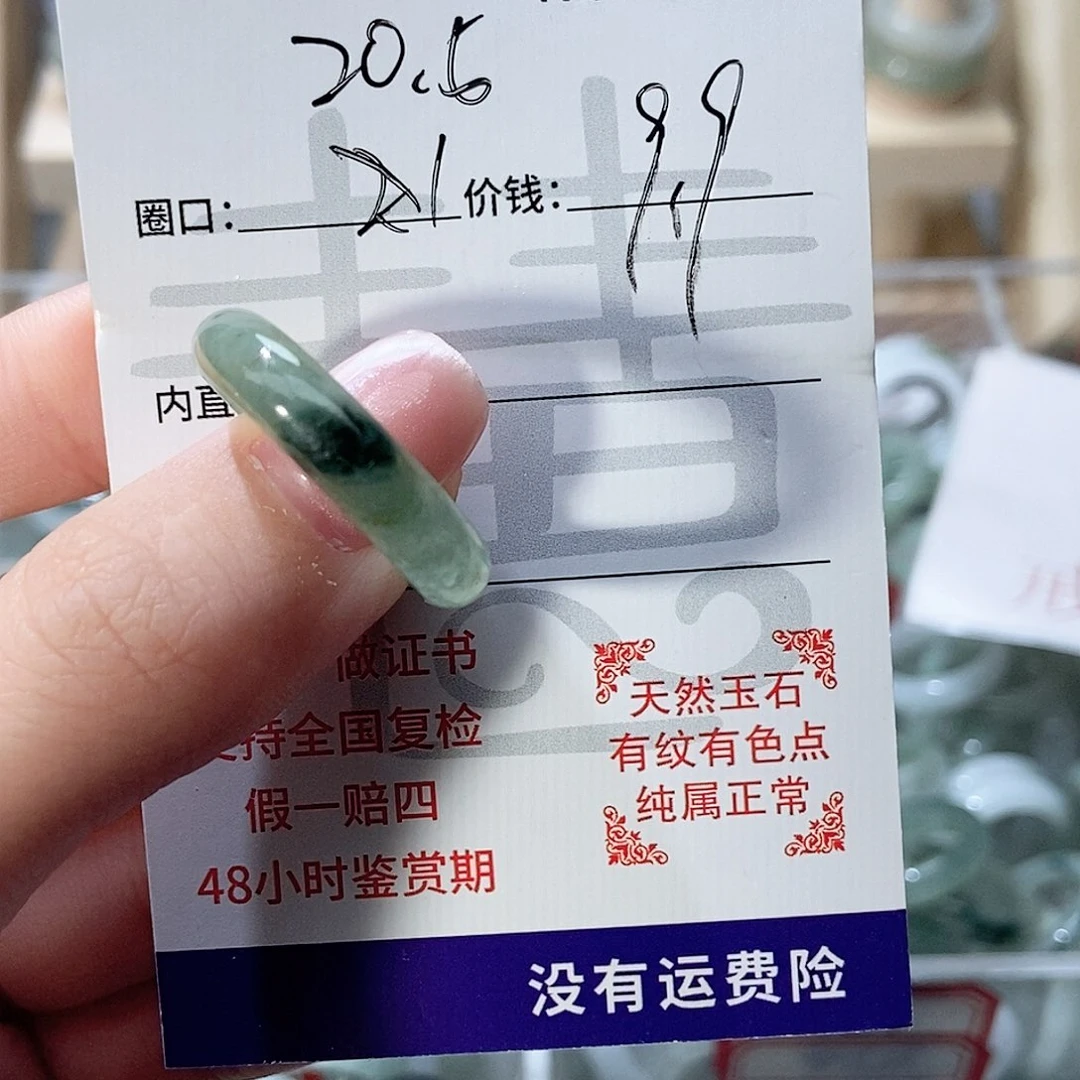 20.5
圈口: 21 价钱: 9.9
内直
做证书
持全国复检
假一赔四
48小时鉴赏期
天然玉石
有纹有色点
纯属正常
没有运费险